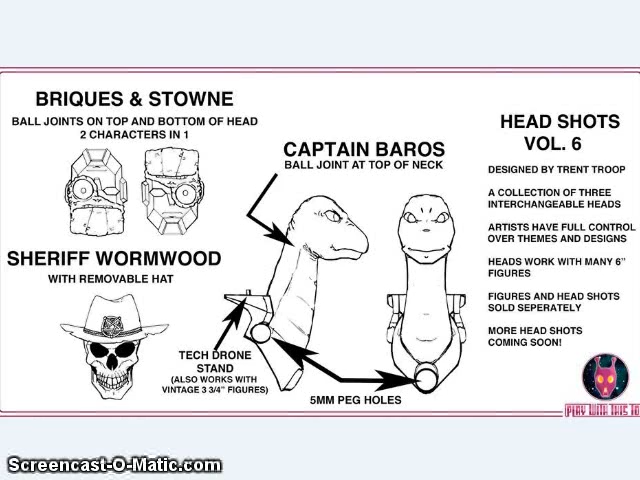 BRIQUES & STOWNE
BALL JOINTS ON TOP AND BOTTOM OF HEAD
2 CHARACTERS IN 1
SHERIFF WORMWOOD
WITH REMOVABLE HAT
CAPTAIN BAROS
BALL JOINT AT TOP OF NECK
TECH DRONE
STAND
(ALSO WORKS WITH
VINTAGE 3 3/4" FIGURES)
5MM PEG HOLES
HEAD SHOTS
VOL. 6
DESIGNED BY TRENT TROOP
A COLLECTION OF THREE
INTERCHANGEABLE HEADS
ARTISTS HAVE FULL CONTROL
OVER THEMES AND DESIGNS
HEADS WORK WITH MANY 6"
FIGURES
FIGURES AND HEAD SHOTS
SOLD SEPERATELY
MORE HEAD SHOTS
COMING SOON!
PLAY WITH THIS TO
Screencast-O-Matic.com